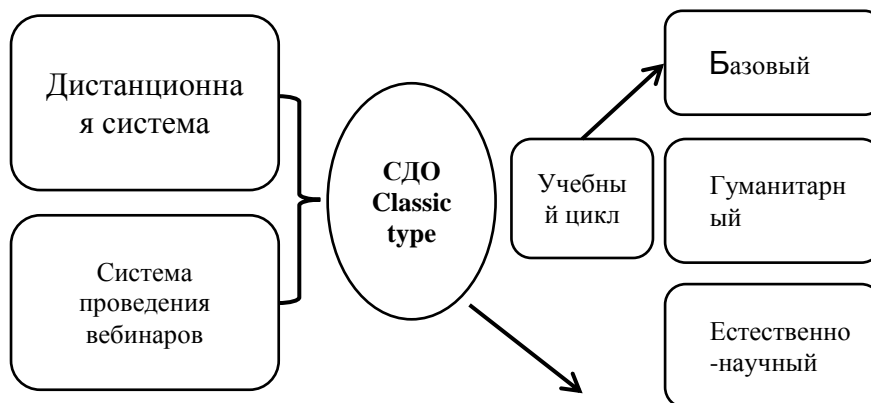 Дистанционна
я система
Система
проведения
вебинаров
СДО
Classic
type
Учебны
й цикл
Базовый
Гуманитарн
ый
Естественно
-научный